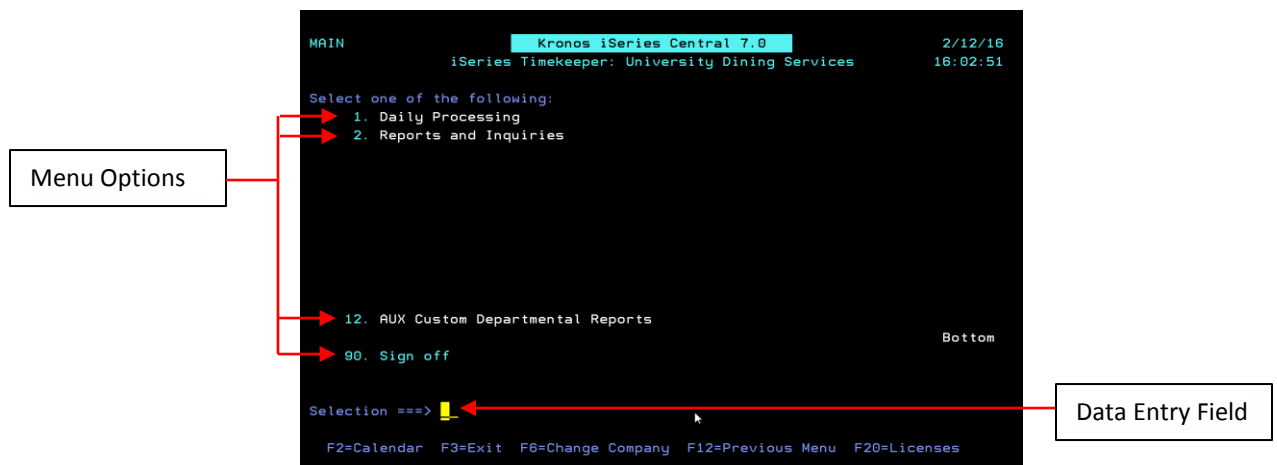 MAIN Kronos iSeries Central 7.0 2/12/16
iSeries Timekeeper: University Dining Services 16:02:51
Select one of the following:
1. Daily Processing
2. Reports and Inquiries
Menu Options
12. AUX Custom Departmental Reports
Bottom
90. Sign off
Selection ===>
Data Entry Field
F2=Calendar F3=Exit F6=Change Company F12=Previous Menu F20=Licenses